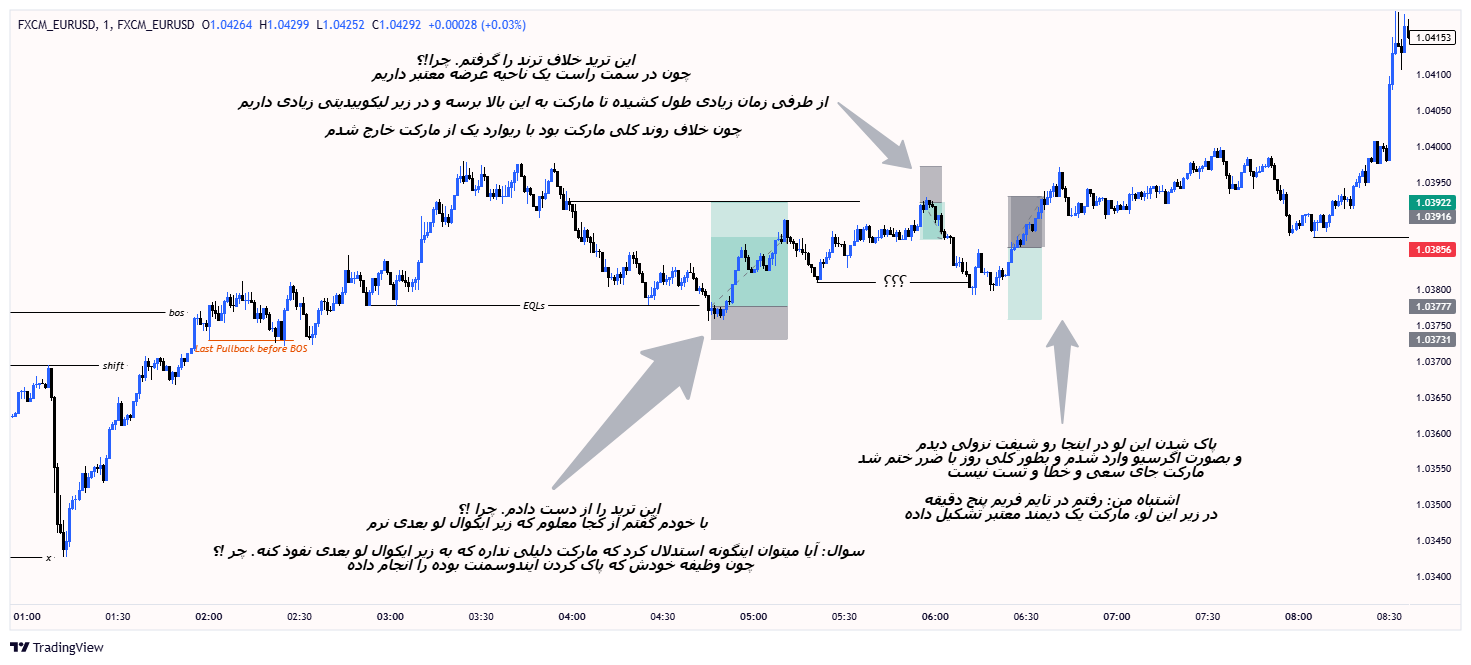 FXCM_EURUSD, 1, FXCM_EURUSD O1.04264 H1.04299 L1.04252 C1.04292 +0.00028 (+0.03%)
این ترید خلاف ترند را گرفتم. چرا!؟
چون در سمت راست یک ناحیه عرضه معتبر داریم
از طرفی زمان زیادی طول کشیده تا مارکت به این بالا برسه و در زیر لیکوییدیتی زیادی داریم
چون خلاف روند کلی مارکت بود با ریوارد یک از مارکت خارج شدم
؟؟؟
EQLs
bos
Last Pullback before BOS
shift
x
پاک شدن این لو در اینجا رو شیفت نزولی دیدم
و بصورت اگرسیو وارد شدم و بطور کلی روز با ضرر ختم شد
مارکت جای سعی و خطا و تست نیست
اشتباه من: رفتم در تایم فریم پنج دقیقه
در زیر این لو، مارکت یک دیمند معتبر تشکیل داده
این ترید را از دست دادم. چرا !؟
با خودم گفتم از کجا معلوم که زیر ایکوال لو بعدی نرم
سوال: آیا میتوان اینگونه استدلال کرد که مارکت دلیلی نداره که به زیر ایکوال لو بعدی نفوذ کنه. چر !؟
چون وظیفه خودش که پاک کردن ایندوسمنت بوده را انجام داده
1.04153
1.04100
1.04050
1.04000
1.03950
1.03922
1.03916
1.03856
1.03800
1.03777
1.03750
1.03731
1.03700
1.03650
1.03600
1.03550
1.03500
1.03450
1.03400
01:00 01:30 02:00 02:30 03:00 03:30 04:00 04:30 05:00 05:30 06:00 06:30 07:00 07:30 08:00 08:30
TradingView